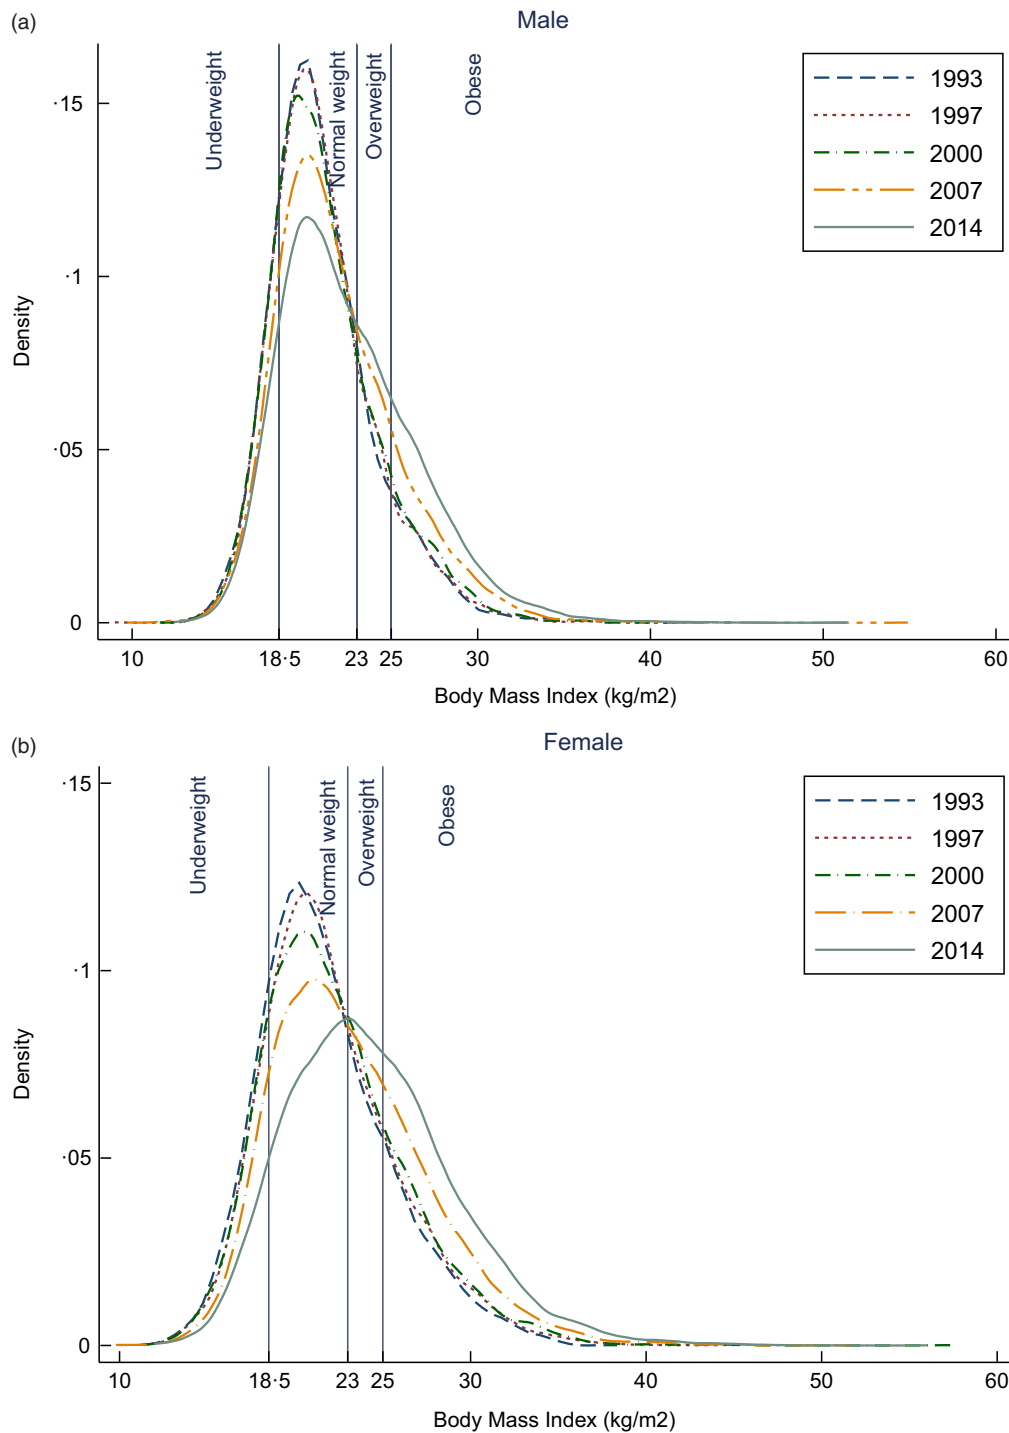 (a)
Male
Underweight
Normal weight
Overweight
Obese
1993
1997
2000
2007
2014
·15
·1
·05
0
Density
10
18·5
23
25
30
40
50
60
Body Mass Index (kg/m2)
(b)
Female
Underweight
Normal weight
Overweight
Obese
1993
1997
2000
2007
2014
·15
·1
·05
0
Density
10
18·5
23
25
30
40
50
60
Body Mass Index (kg/m2)